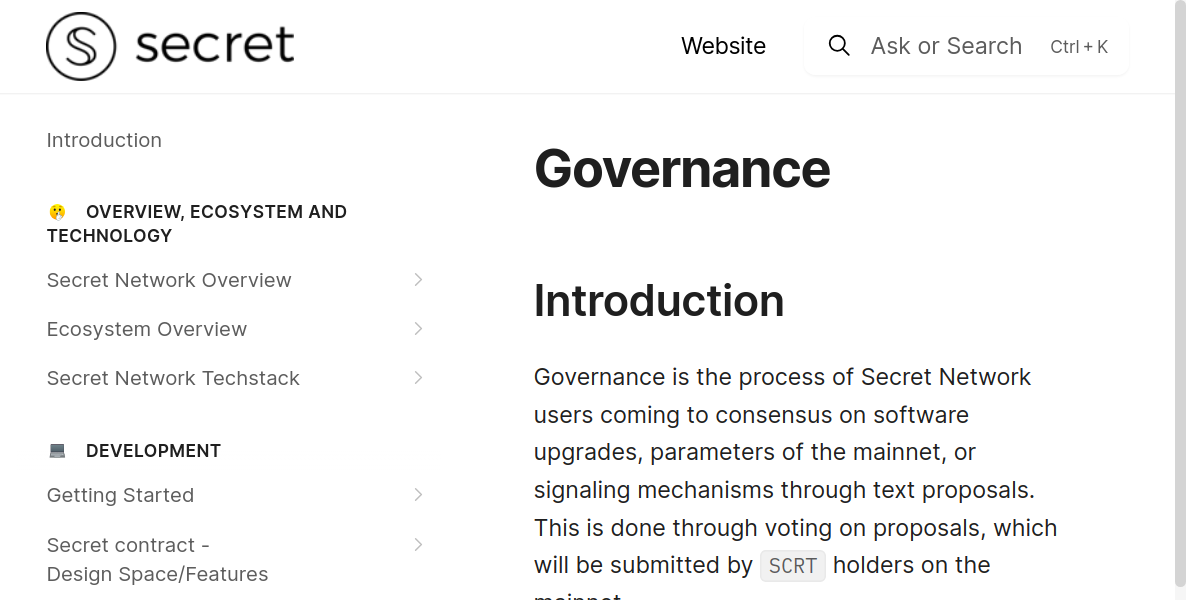 secret
Website
Ask or Search
Ctrl + K
Introduction
OVERVIEW, ECOSYSTEM AND
TECHNOLOGY
Secret Network Overview
Ecosystem Overview
Secret Network Techstack
DEVELOPMENT
Getting Started
Secret contract -
Design Space/Features
Governance
Introduction
Governance is the process of Secret Network
users coming to consensus on software
upgrades, parameters of the mainnet, or
signaling mechanisms through text proposals.
This is done through voting on proposals, which
will be submitted by SCRT holders on the
mainnet.